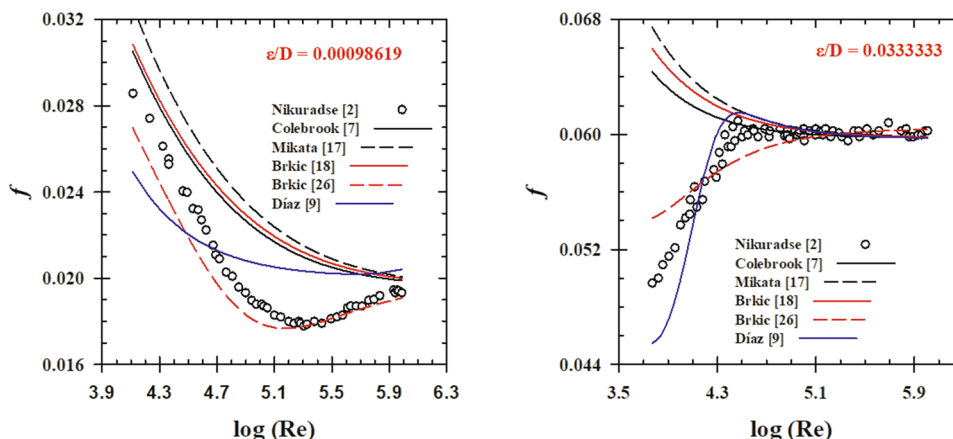 0.032
0.028
0.024
0.020
0.016
f
3.9 4.3 4.7 5.1 5.5 5.9 6.3
log (Re)
ε/D = 0.00098619
Nikuradse [2]
Colebrook [7]
Mikata [17]
Brkic [18]
Brkic [26]
Díaz [9]
0.068
0.060
0.052
0.044
f
3.5 4.3 5.1 5.9
log (Re)
ε/D = 0.0333333
Nikuradse [2]
Colebrook [7]
Mikata [17]
Brkic [18]
Brkic [26]
Díaz [9]